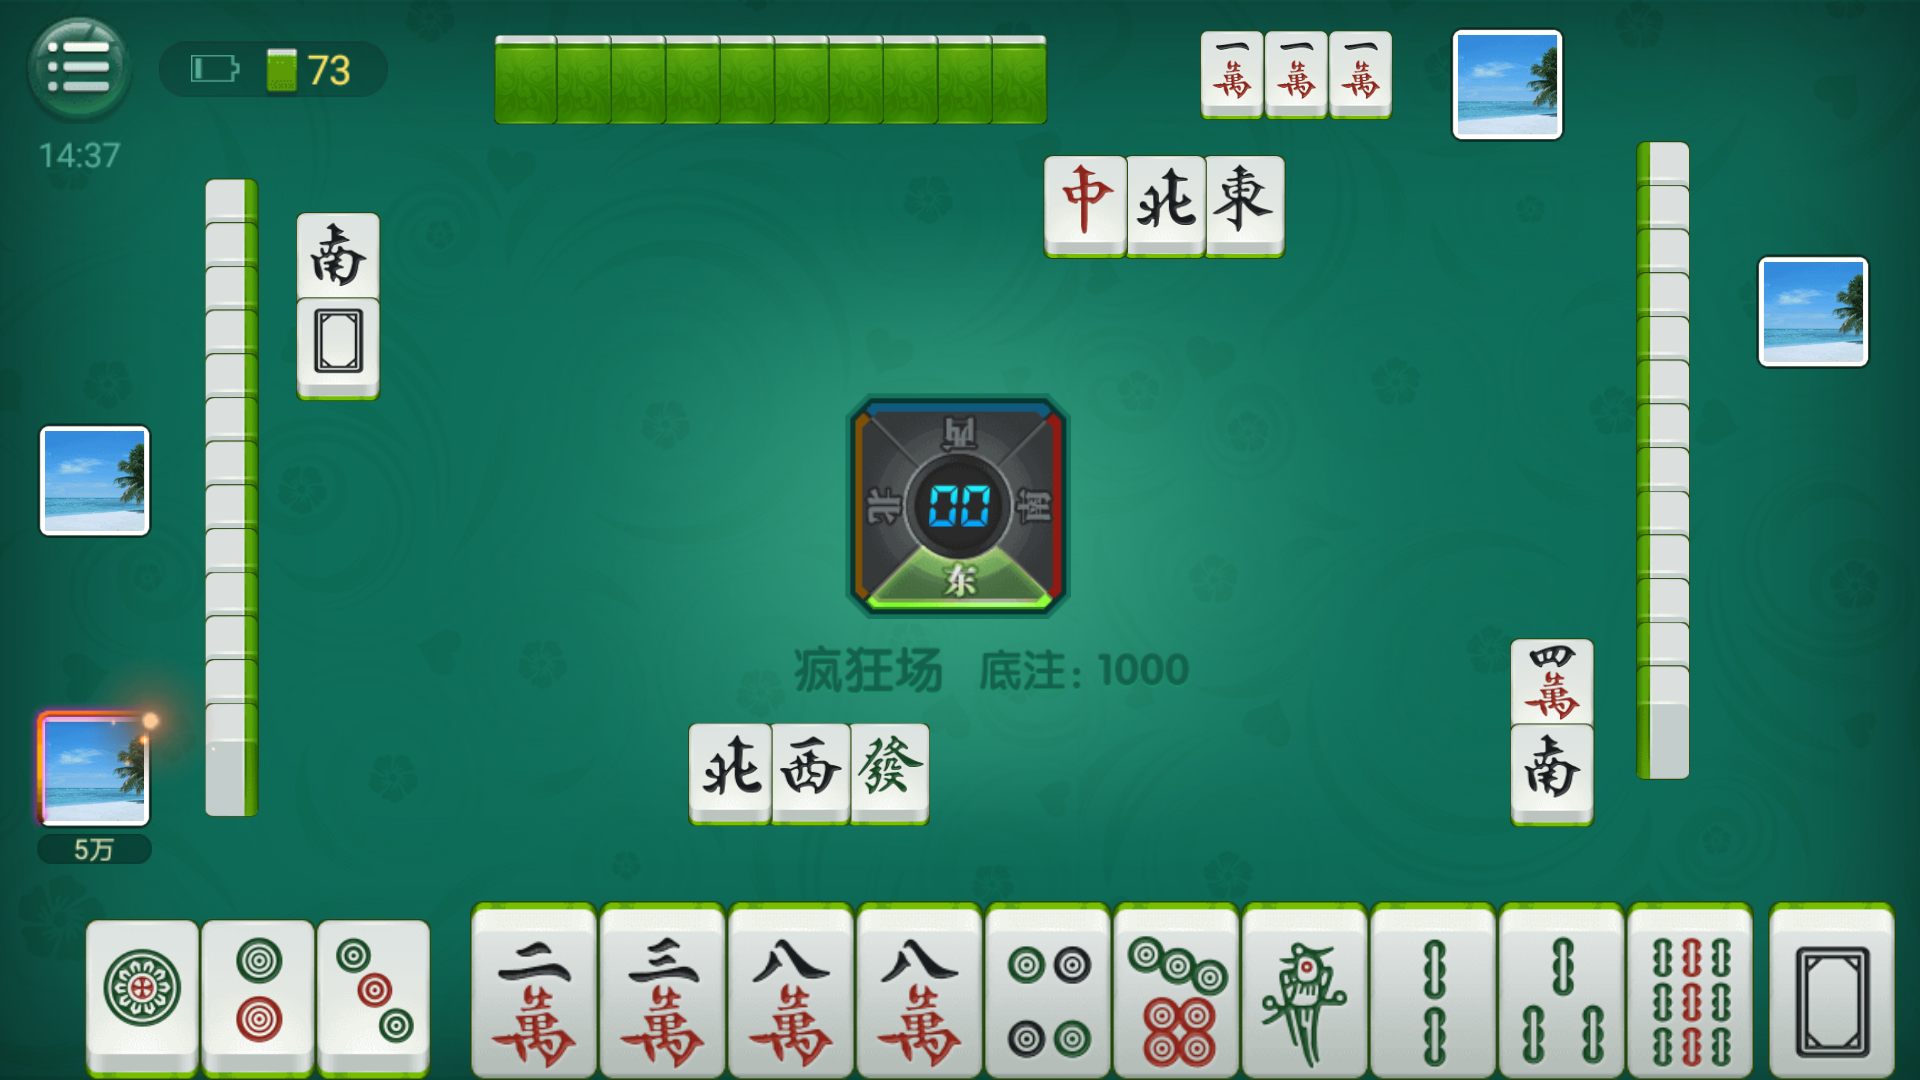 73
14:37
一萬 一萬 一萬
中 北 東
南
西
北 00 南
东
疯狂场 底注: 1000
四萬
南
北 西 發
5万
二萬 三萬 八萬 八萬